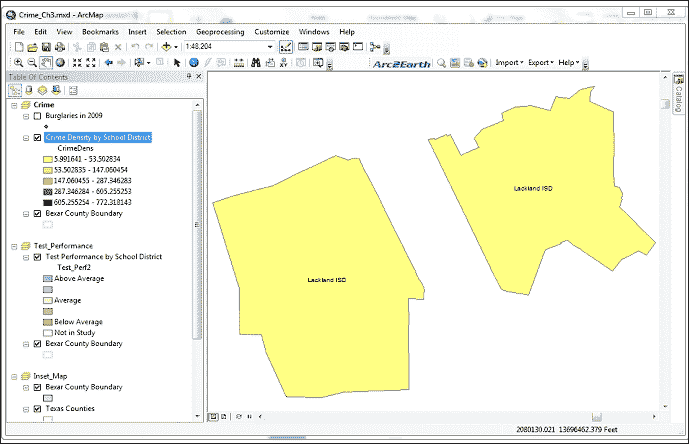 Crime_Ch3.mxd - ArcMap
File Edit View Bookmarks Insert Selection Geoprocessing Customize Windows Help
1:48,204
Arc2Earth Import Export Help
Table Of Contents
Crime
Burglaries in 2009
Crime Density by School District
CrimeDens
5.991641 - 53.502834
53.502835 - 147.060454
147.060455 - 287.346283
287.346284 - 605.255253
605.255254 - 772.318143
Bexar County Boundary
Test_Performance
Test Performance by School District
Test_Perf2
Above Average
Average
Below Average
Not in Study
Bexar County Boundary
Inset_Map
Bexar County Boundary
Texas Counties
Lackland ISD
Lackland ISD
Catalog
2080130.021 13696462.379 Feet